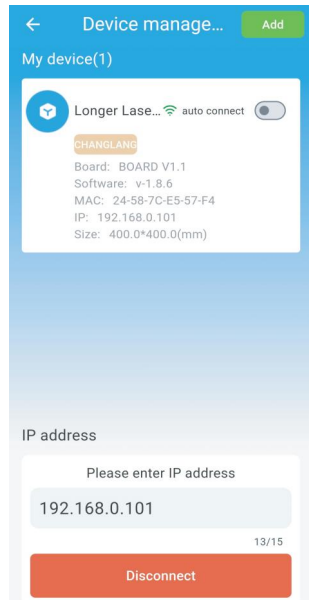 Device manage... Add
My device(1)
Longer Lase... auto connect
CHANGLANG
Board: BOARD V1.1
Software: v-1.8.6
MAC: 24-58-7C-E5-57-F4
IP: 192.168.0.101
Size: 400.0*400.0(mm)
IP address
Please enter IP address
192.168.0.101
13/15
Disconnect